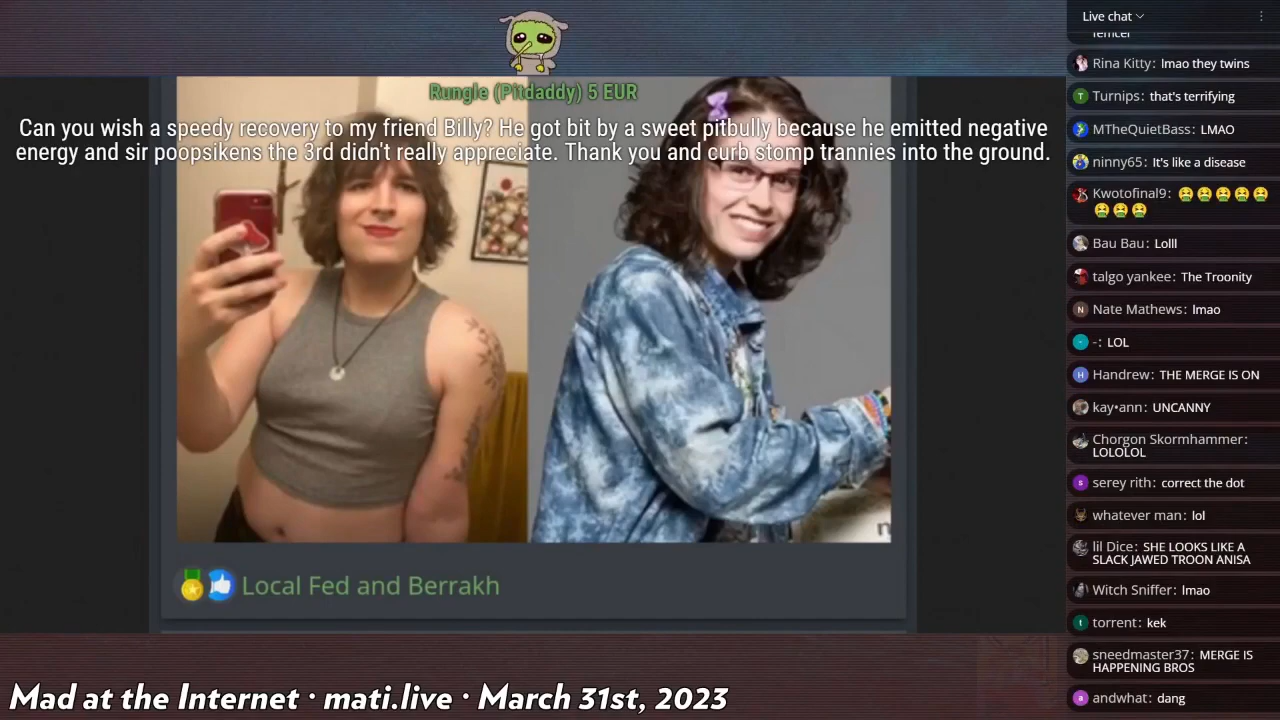 Live chat
femcel
Rina Kitty: lmao they twins
Rungle (Pitdaddy) 5 EUR
T Turnips: that's terrifying
Can you wish a speedy recovery to my friend Billy? He got bit by a sweet pitbully because he emitted negative
energy and sir poopsikens the 3rd didn't really appreciate. Thank you and curb stomp trannies into the ground.
MTheQuietBass: LMAO
ninny65: It's like a disease
Kwotofinal9:
Bau Bau: Lolll
talgo yankee: The Troonity
N Nate Mathews: lmao
-: LOL
H Handrew: THE MERGE IS ON
kay•ann: UNCANNY
Chorgon Skormhammer:
LOLOLOL
s serey rith: correct the dot
whatever man: lol
lil Dice: SHE LOOKS LIKE A
SLACK JAWED TROON ANISA
Local Fed and Berrakh
Witch Sniffer: lmao
t torrent: kek
sneedmaster37: MERGE IS
HAPPENING BROS
a andwhat: dang
Mad at the Internet · mati.live · March 31st, 2023